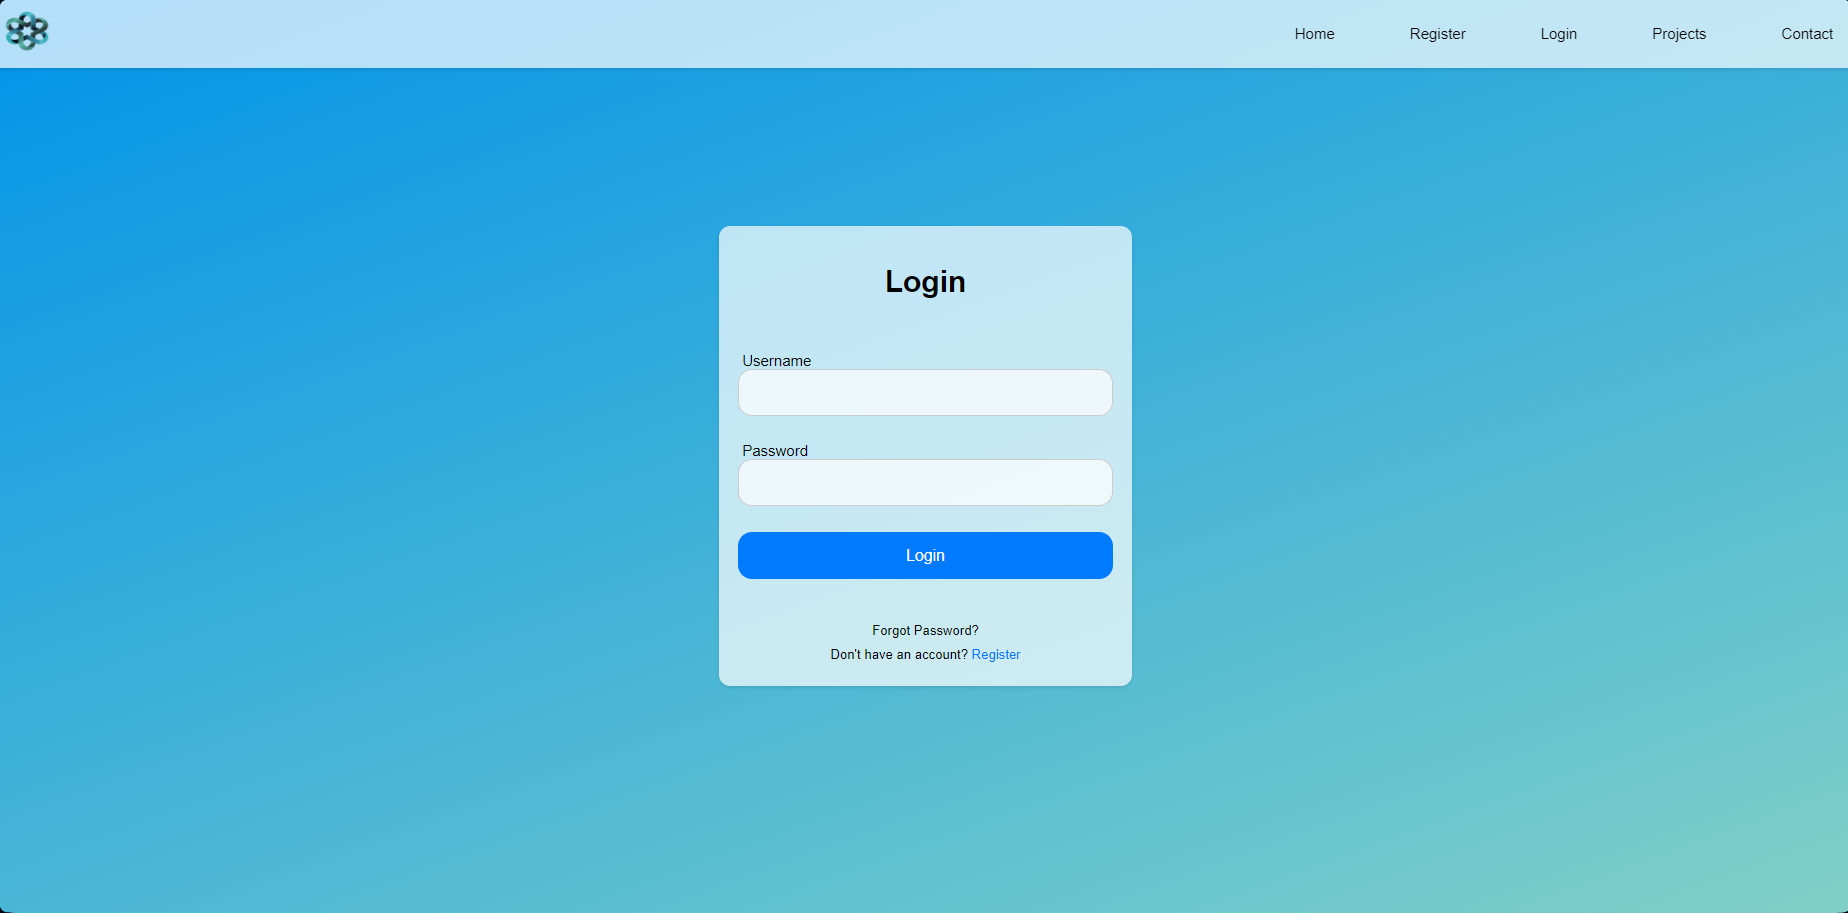 Home Register Login Projects Contact
Login
Username
Password
Login
Forgot Password?
Don't have an account? Register